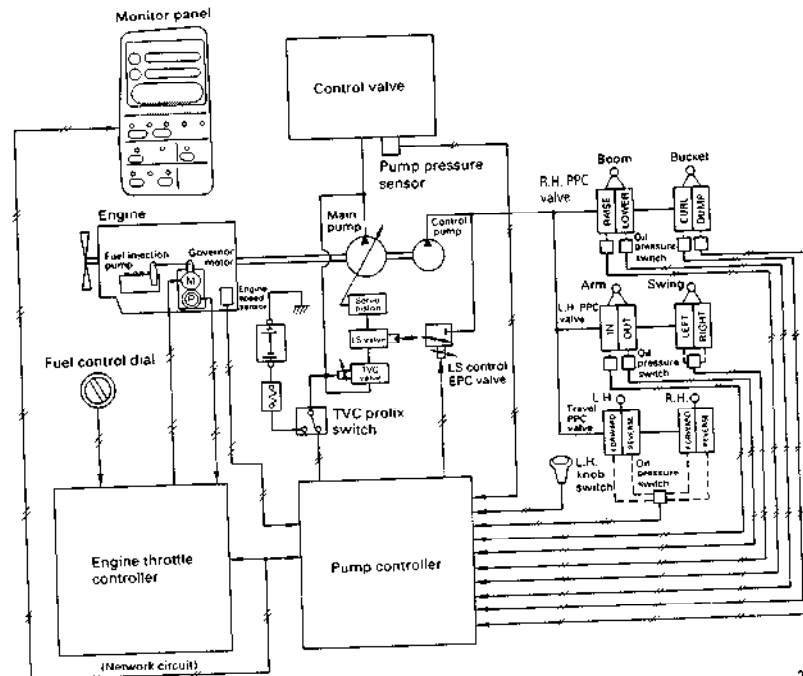 Monitor panel
Control valve
Pump pressure
sensor
Boom
Bucket
R.H. PPC
valve
RAISE
LOWER
CURL
DUMP
Oil
pressure
switch
Engine
Fuel injection
pump
Governor
motor
M
P
Engine
speed
sensor
Main
pump
Control
pump
Servo
piston
LS valve
TVC
valve
LS control
EPC valve
Arm
Swing
L.H. PPC
valve
IN
OUT
LEFT
RIGHT
Oil
pressure
switch
Fuel control dial
TVC prolix
switch
L.H.
R.H.
Travel PPC
valve
FORWARD
REVERSE
FORWARD
REVERSE
L.H.
knob
switch
Oil
pressure
switch
Engine throttle
controller
Pump controller
(Network circuit)